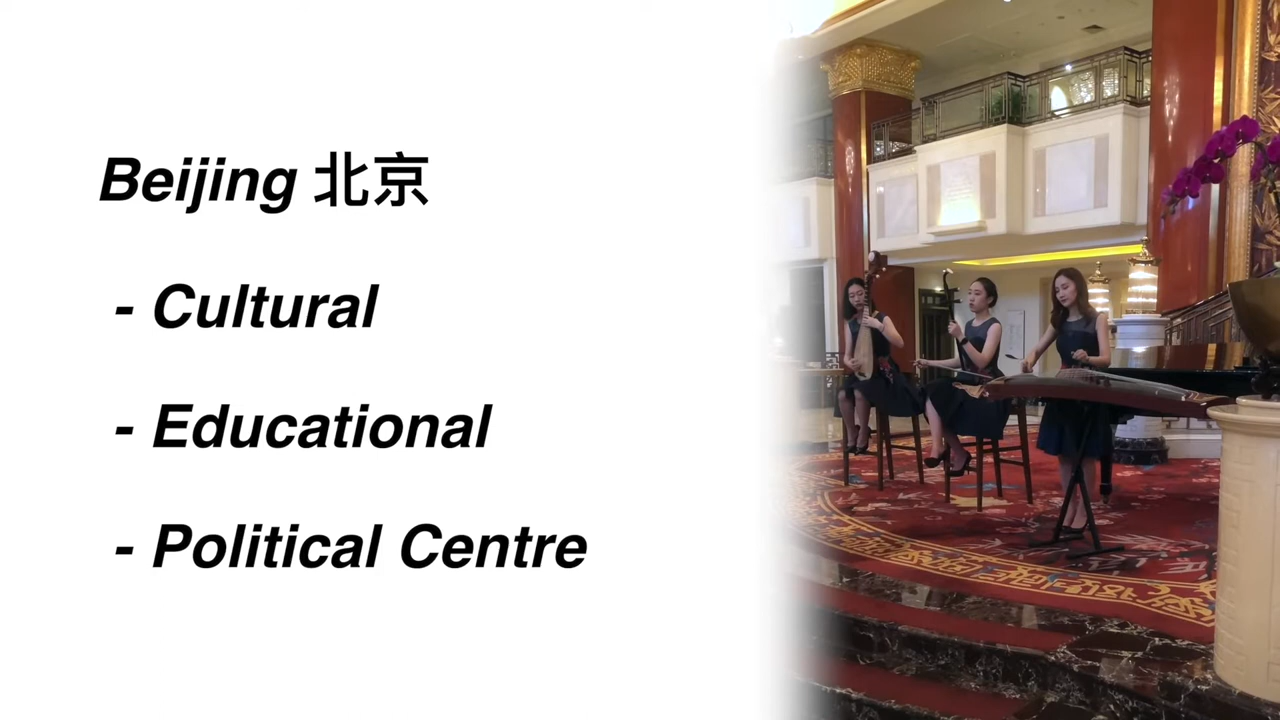 Beijing 北京
- Cultural
- Educational
- Political Centre